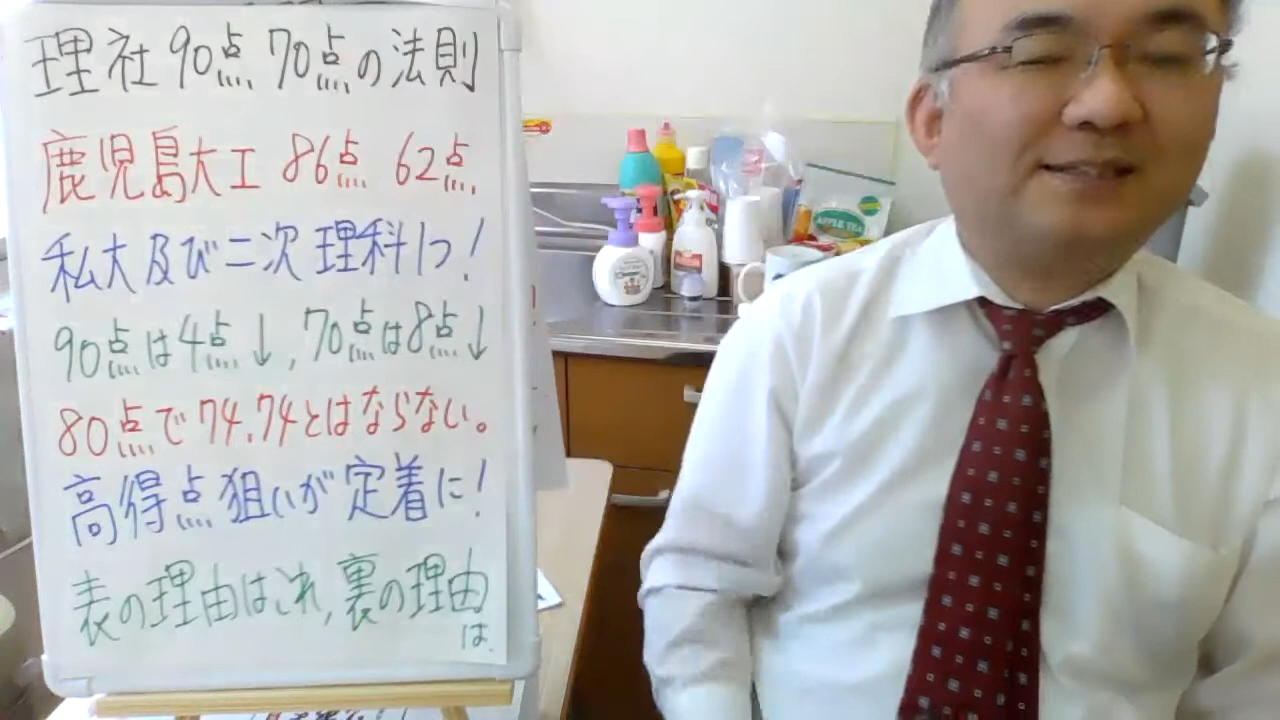 理社90点70点の法則
鹿児島大工 86点 62点
私大及び二次理科1つ!
90点は4点↓,70点は8点↓
80点で74.74とはならない。
高得点狙いが定着に!
表の理由はこれ,裏の理由
は
APPLE TEA